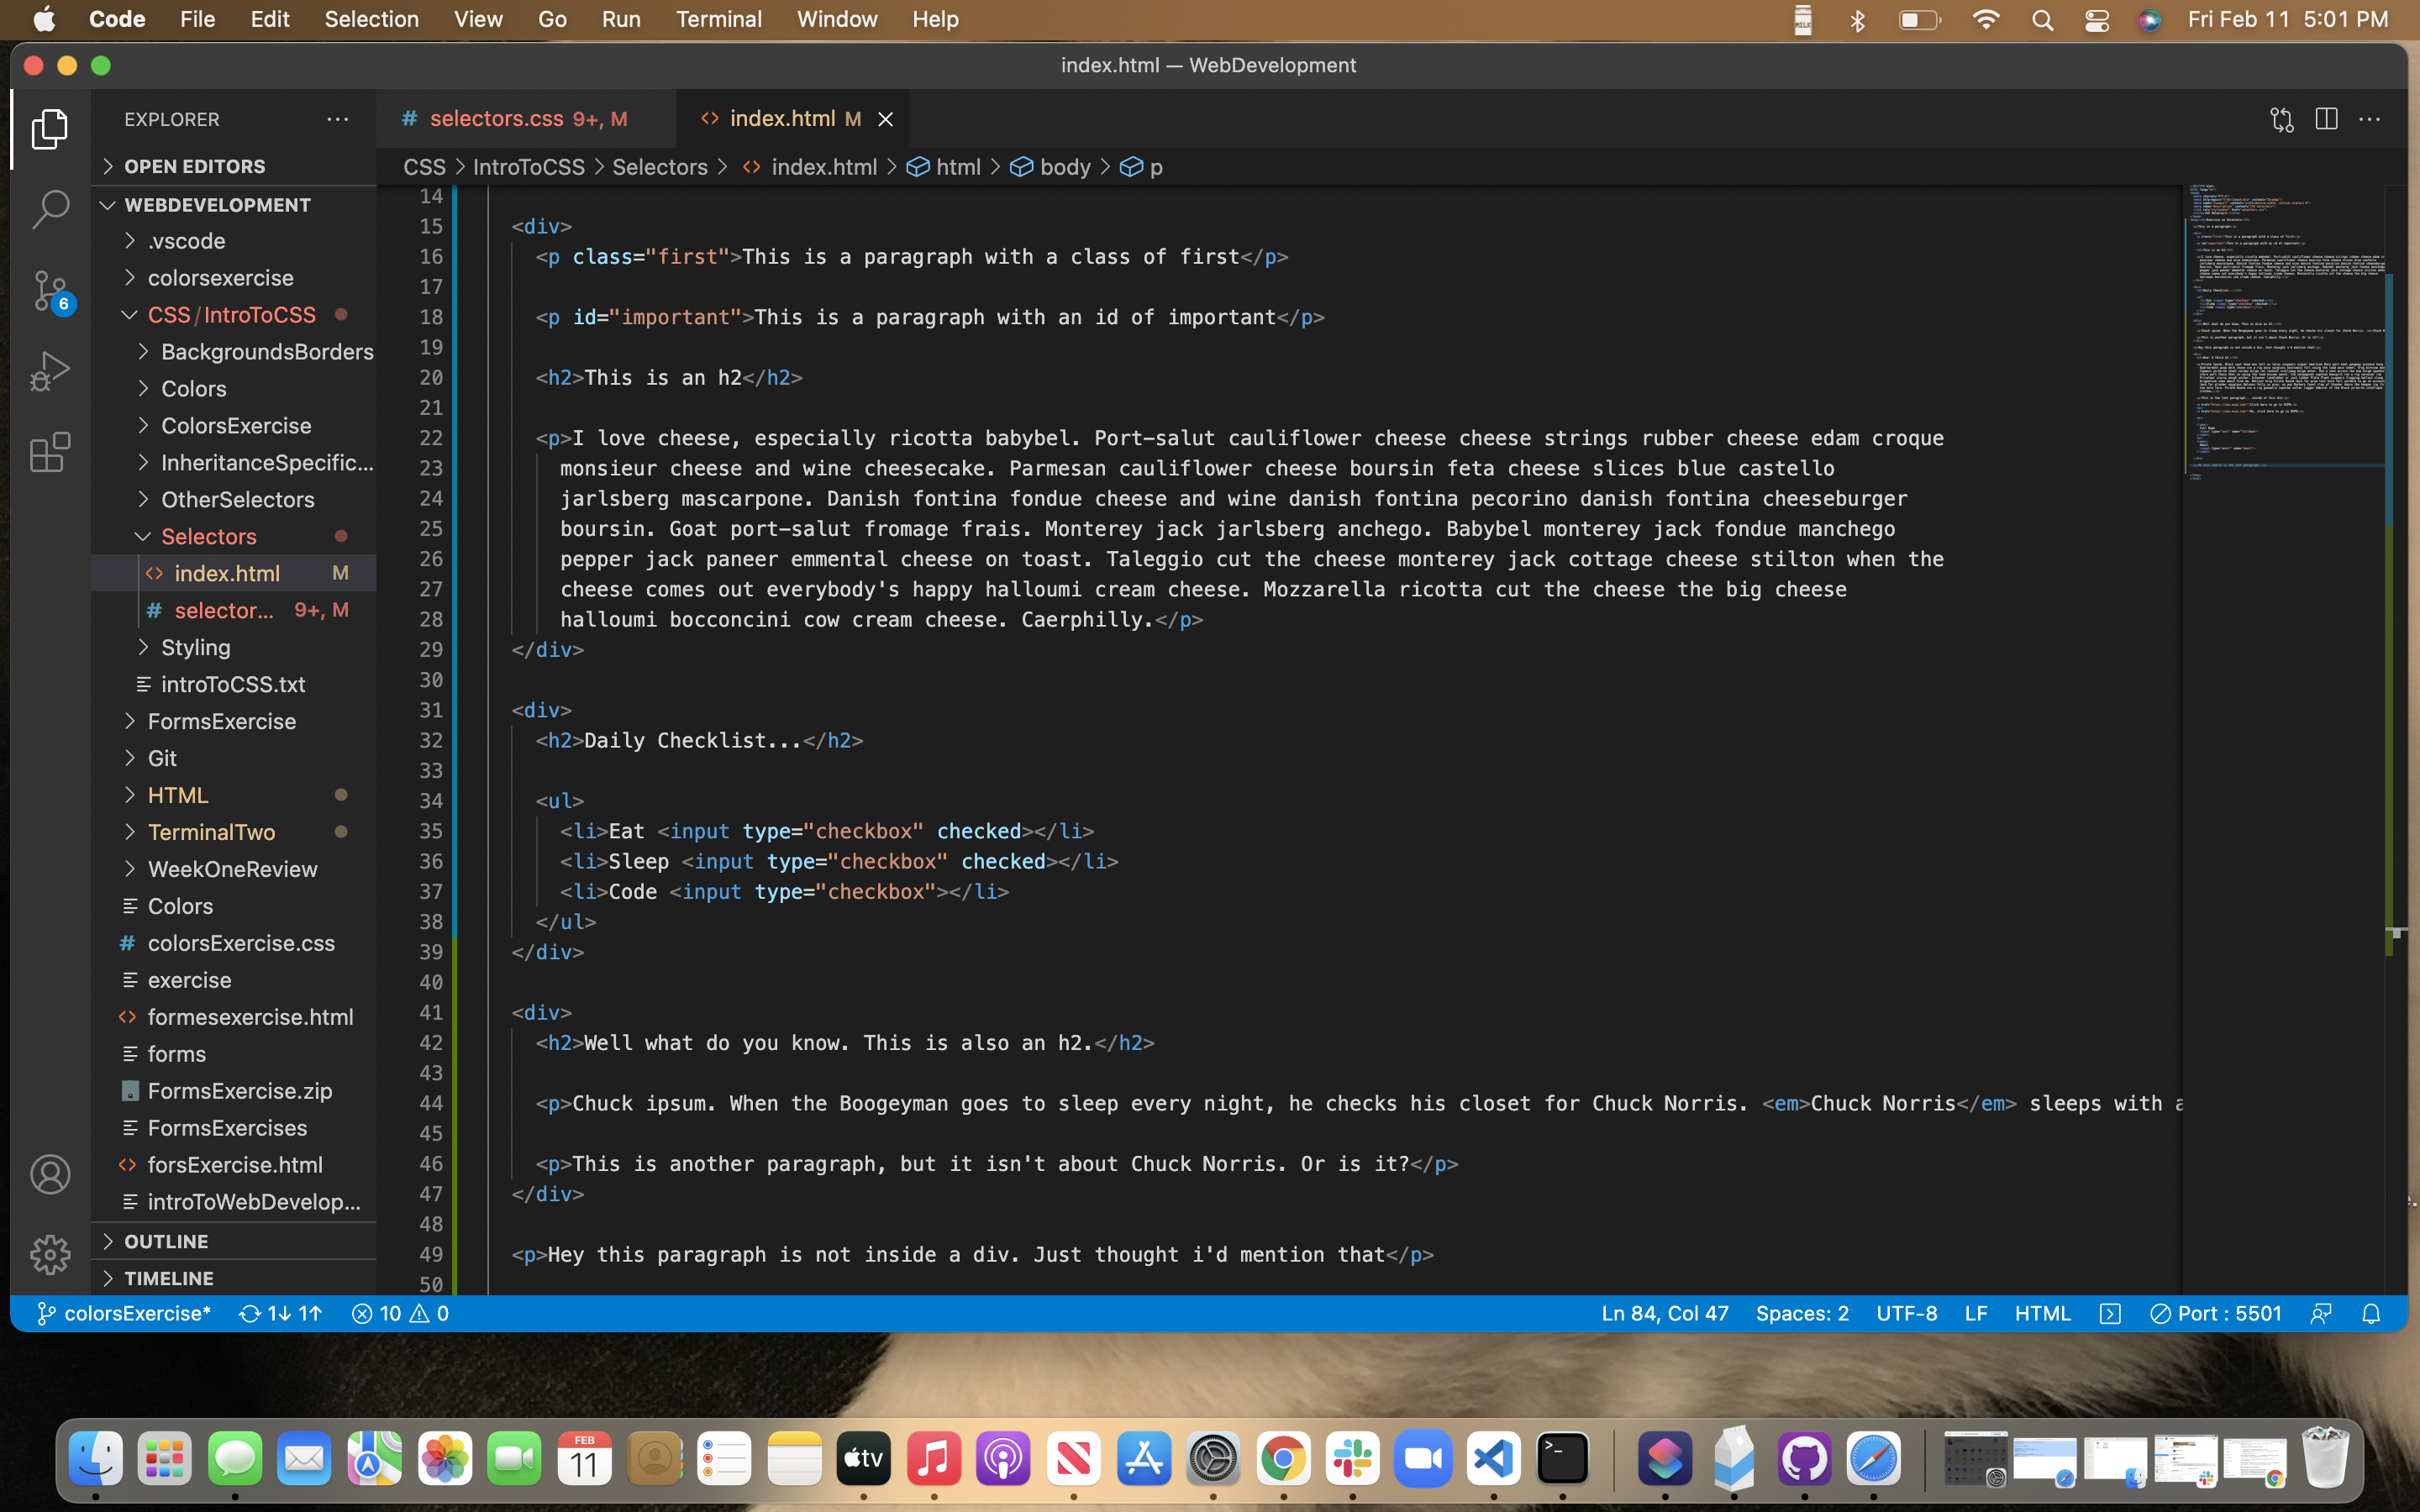 Code File Edit Selection View Go Run Terminal Window Help
MILK
Fri Feb 11 5:01 PM
index.html — WebDevelopment
EXPLORER
OPEN EDITORS
WEBDEVELOPMENT
.vscode
colorsexercise
CSS/IntroToCSS
BackgroundsBorders
Colors
ColorsExercise
InheritanceSpecific...
OtherSelectors
Selectors
index.html M
selector... 9+, M
Styling
introToCSS.txt
FormsExercise
Git
HTML
TerminalTwo
WeekOneReview
Colors
colorsExercise.css
exercise
formesexercise.html
forms
FormsExercise.zip
FormsExercises
forsExercise.html
introToWebDevelop...
OUTLINE
TIMELINE
6
# selectors.css 9+, M
<> index.html M
CSS > IntroToCSS > Selectors > <> index.html > html > body > p
14
15 <div>
16 <p class="first">This is a paragraph with a class of first</p>
17
18 <p id="important">This is a paragraph with an id of important</p>
19
20 <h2>This is an h2</h2>
21
22 <p>I love cheese, especially ricotta babybel. Port-salut cauliflower cheese cheese strings rubber cheese edam croque
23 monsieur cheese and wine cheesecake. Parmesan cauliflower cheese boursin feta cheese slices blue castello
24 jarlsberg mascarpone. Danish fontina fondue cheese and wine danish fontina pecorino danish fontina cheeseburger
25 boursin. Goat port-salut fromage frais. Monterey jack jarlsberg anchego. Babybel monterey jack fondue manchego
26 pepper jack paneer emmental cheese on toast. Taleggio cut the cheese monterey jack cottage cheese stilton when the
27 cheese comes out everybody's happy halloumi cream cheese. Mozzarella ricotta cut the cheese the big cheese
28 halloumi bocconcini cow cream cheese. Caerphilly.</p>
29 </div>
30
31 <div>
32 <h2>Daily Checklist...</h2>
33
34 <ul>
35 <li>Eat <input type="checkbox" checked></li>
36 <li>Sleep <input type="checkbox" checked></li>
37 <li>Code <input type="checkbox"></li>
38 </ul>
39 </div>
40
41 <div>
42 <h2>Well what do you know. This is also an h2.</h2>
43
44 <p>Chuck ipsum. When the Boogeyman goes to sleep every night, he checks his closet for Chuck Norris. <em>Chuck Norris</em> sleeps with a
45
46 <p>This is another paragraph, but it isn't about Chuck Norris. Or is it?</p>
47 </div>
48
49 <p>Hey this paragraph is not inside a div. Just thought i'd mention that</p>
50
colorsExercise* 1↓ 1↑ 10 0
Ln 84, Col 47 Spaces: 2 UTF-8 LF HTML Port : 5501
FEB
11
tv